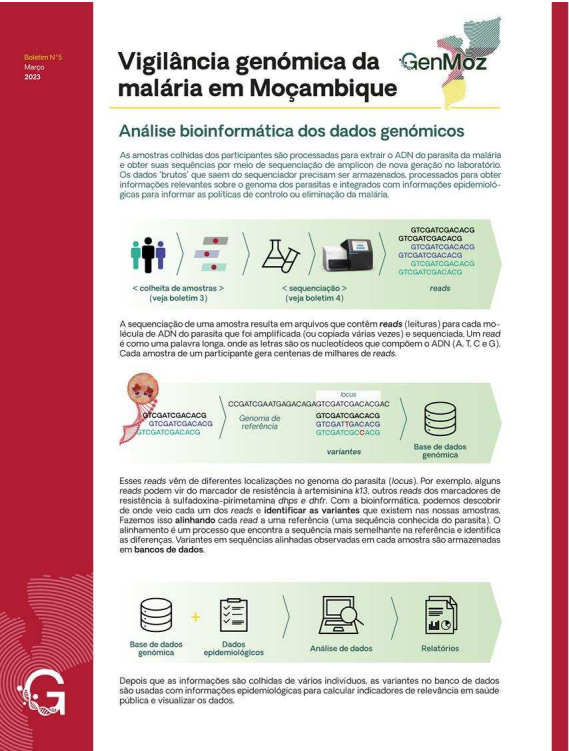 Boletim N°5
Março
2023
Vigilância genómica da
malária em Moçambique
GenMoz
Análise bioinformática dos dados genómicos
As amostras colhidas dos participantes são processadas para extrair o ADN do parasita da malária
e obter suas sequências por meio de sequenciação de amplicon de nova geração no laboratório.
Os dados "brutos" que saem do sequenciador precisam ser armazenados, processados para obter
informações relevantes sobre o genoma dos parasitas e integrados com informações epidemioló-
gicas para informar as políticas de controlo ou eliminação da malária.
GTCGATCGACACG
GTCGATCGACACG
GTCGATCGACACG
GTCGATCGACACG
GTCGATCGACACG
GTCGATCGACACG
< colheita de amostras >
(veja boletim 3)
< sequenciação >
(veja boletim 4)
reads
A sequenciação de uma amostra resulta em arquivos que contêm reads (leituras) para cada mo-
lécula de ADN do parasita que foi amplificada (ou copiada várias vezes) e sequenciada. Um read
é como uma palavra longa, onde as letras são os nucleotídeos que compõem o ADN (A, T, C e G).
Cada amostra de um participante gera centenas de milhares de reads.
GTCGATCGACACG
GTCGATCGACACG
GTCGATCGACACG
locus
CCGATCGAATGAGACAGAGTCGATCGACACGAC
Genoma de
referência
GTCGATCGACACG
GTCGATTGACACG
GTCGATCGCCACG
variantes
Base de dados
genómica
Esses reads vêm de diferentes localizações no genoma do parasita (locus). Por exemplo, alguns
reads podem vir do marcador de resistência à artemisinina k13, outros reads dos marcadores de
resistência à sulfadoxina-pirimetamina dhps e dhfr. Com a bioinformática, podemos descobrir
de onde veio cada um dos reads e identificar as variantes que existem nas nossas amostras.
Fazemos isso alinhando cada read a uma referência (uma sequência conhecida do parasita). O
alinhamento é um processo que encontra a sequência mais semelhante na referência e identifica
as diferenças. Variantes em sequências alinhadas observadas em cada amostra são armazenadas
em bancos de dados.
+
Base de dados
genómica
Dados
epidemiológicos
Análise de dados
Relatórios
Depois que as informações são colhidas de vários indivíduos, as variantes no banco de dados
são usadas com informações epidemiológicas para calcular indicadores de relevância em saúde
pública e visualizar os dados.
G